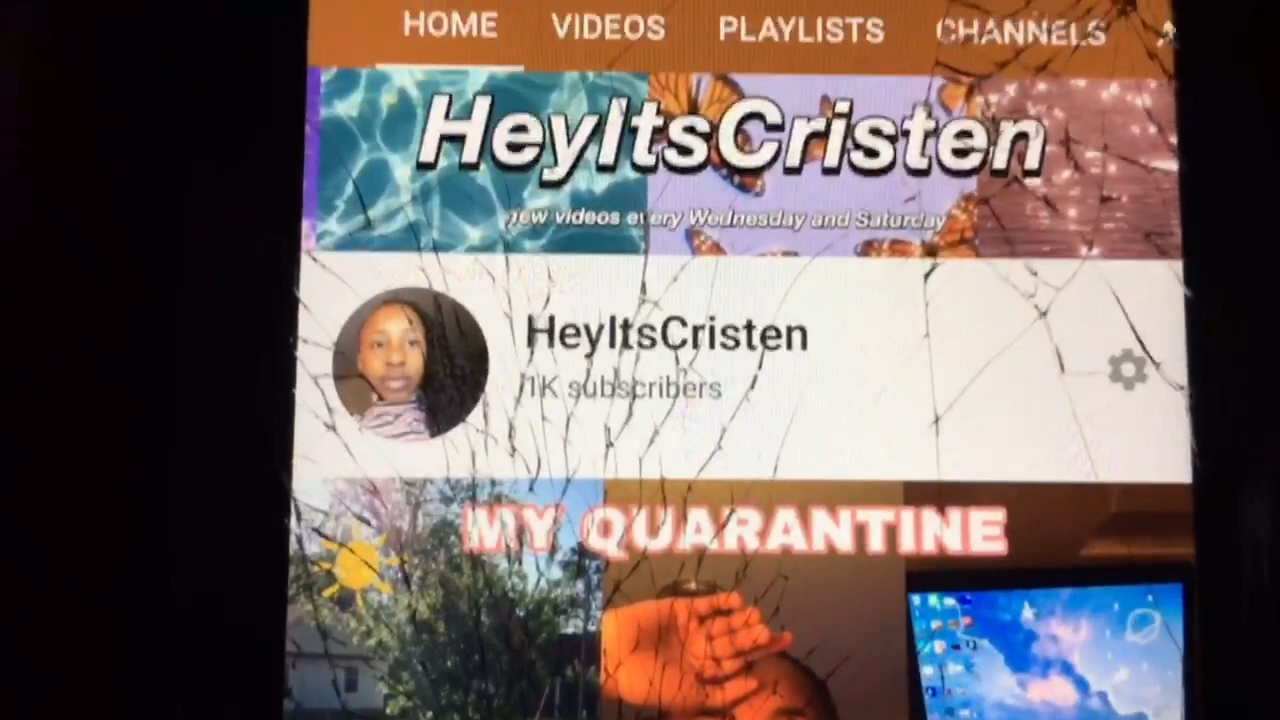 HOME VIDEOS PLAYLISTS CHANNELS
HeyItsCristen
new videos every Wednesday and Saturday
HeyItsCristen
1K subscribers
MY QUARANTINE